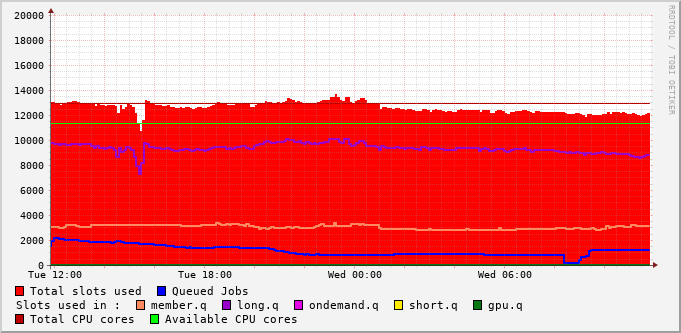 RRDTOOL / TOBI OETIKER
20000
18000
16000
14000
12000
10000
8000
6000
4000
2000
0
Tue 12:00 Tue 18:00 Wed 00:00 Wed 06:00
Total slots used Queued Jobs
Slots used in : member.q long.q ondemand.q short.q gpu.q
Total CPU cores Available CPU cores